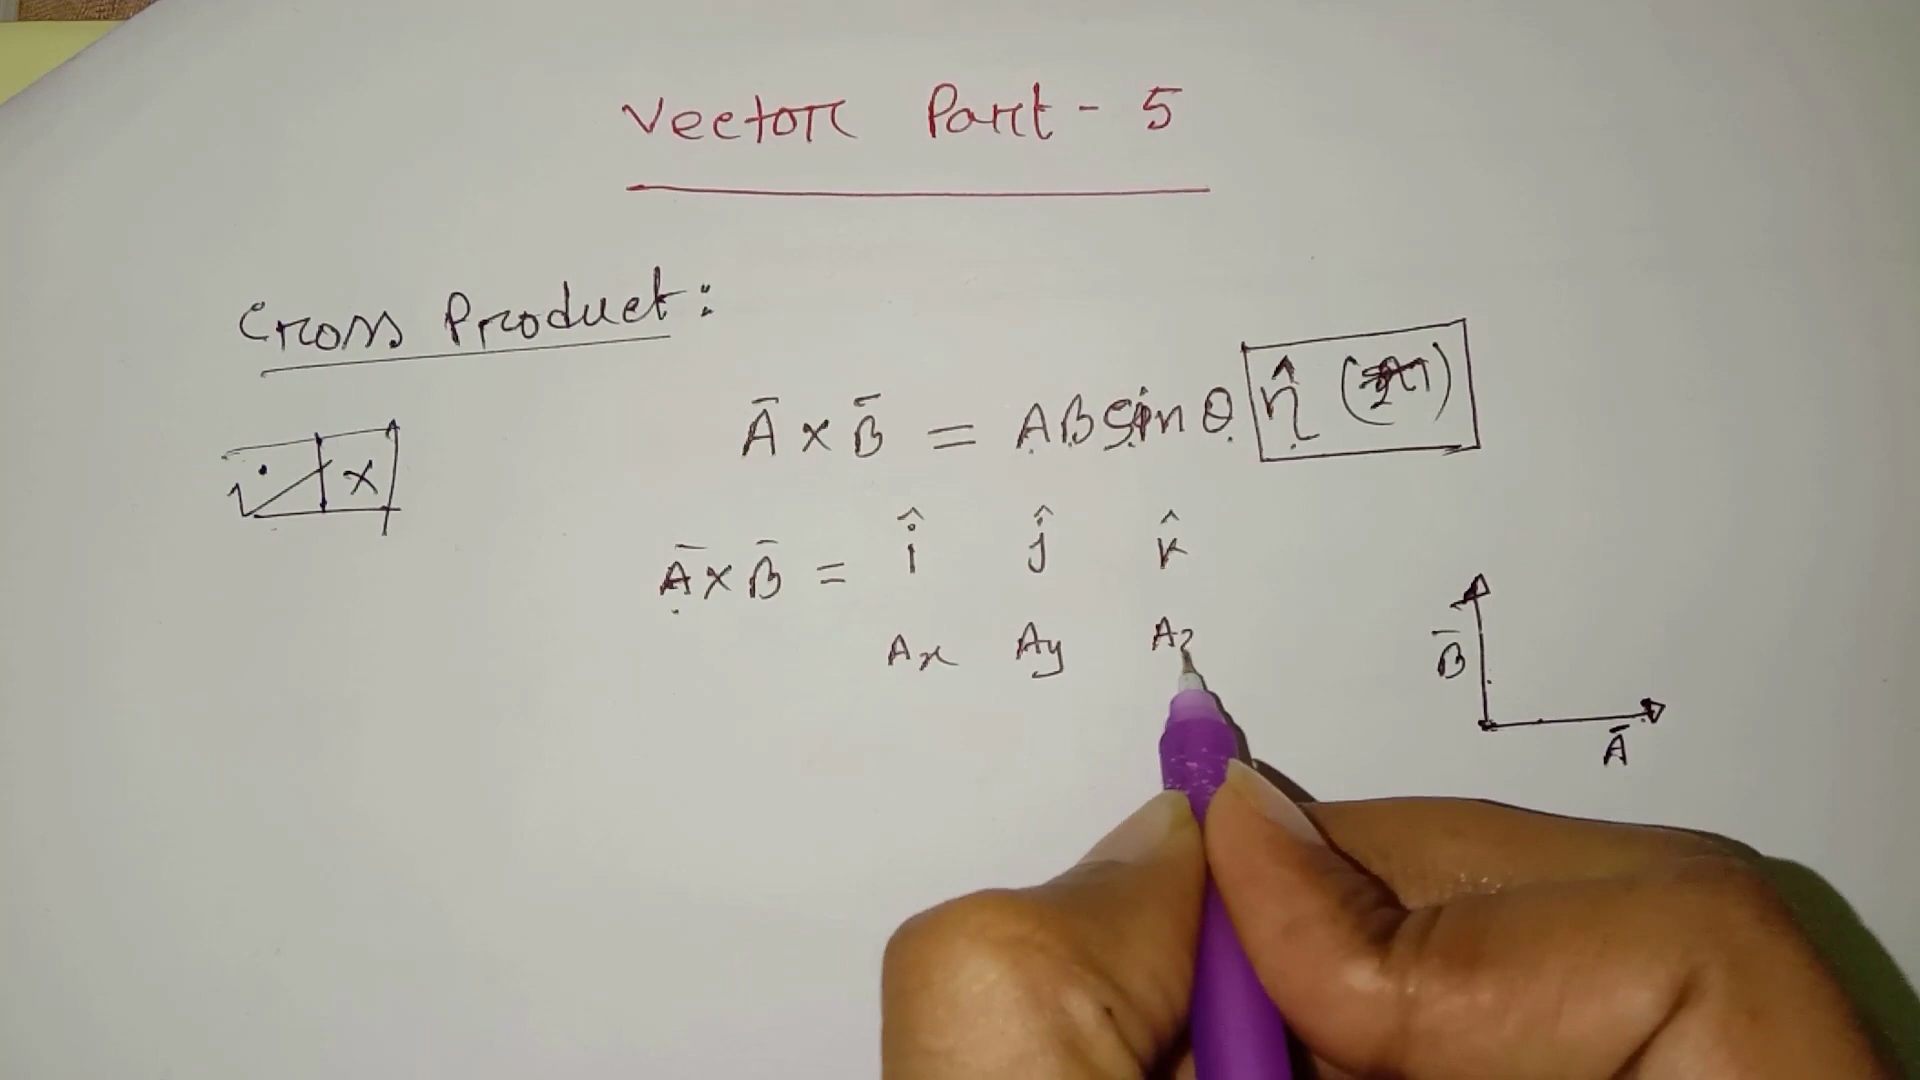 Vector Part - 5
Cross Product:
A̅ × B̅ = AB sin θ n̂
• ×
A̅ × B̅ = î ĵ k̂
Ax Ay Az
B̅
A̅